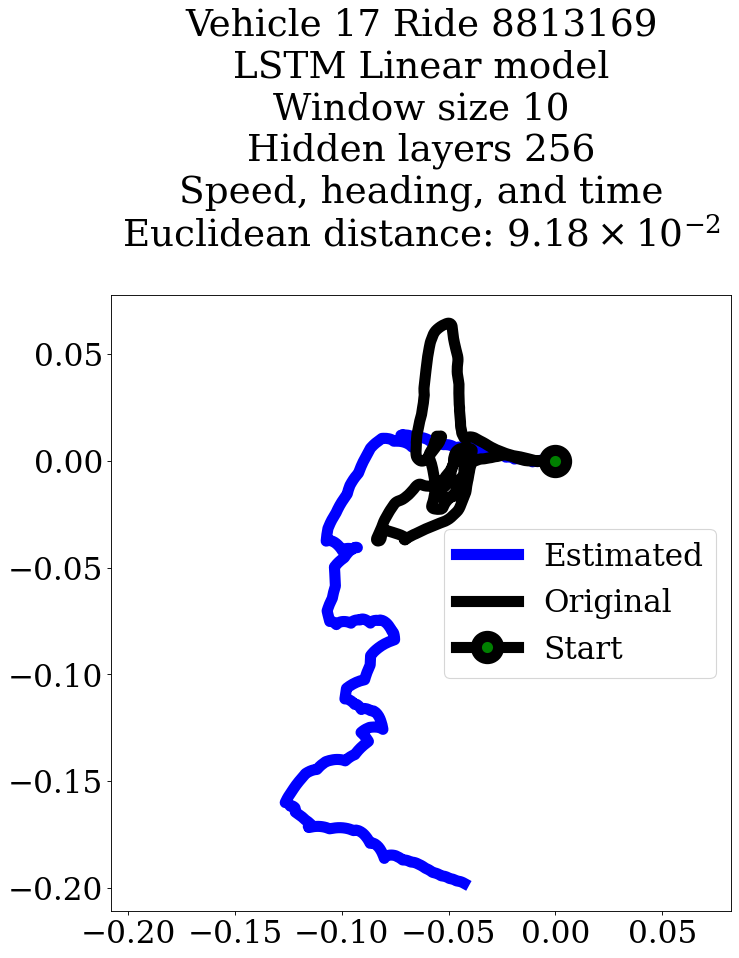 Vehicle 17 Ride 8813169
LSTM Linear model
Window size 10
Hidden layers 256
Speed, heading, and time
Euclidean distance: 9.18 × 10⁻²
0.05
0.00
−0.05
−0.10
−0.15
−0.20
Estimated
Original
Start
−0.20 −0.15 −0.10 −0.05 0.00 0.05